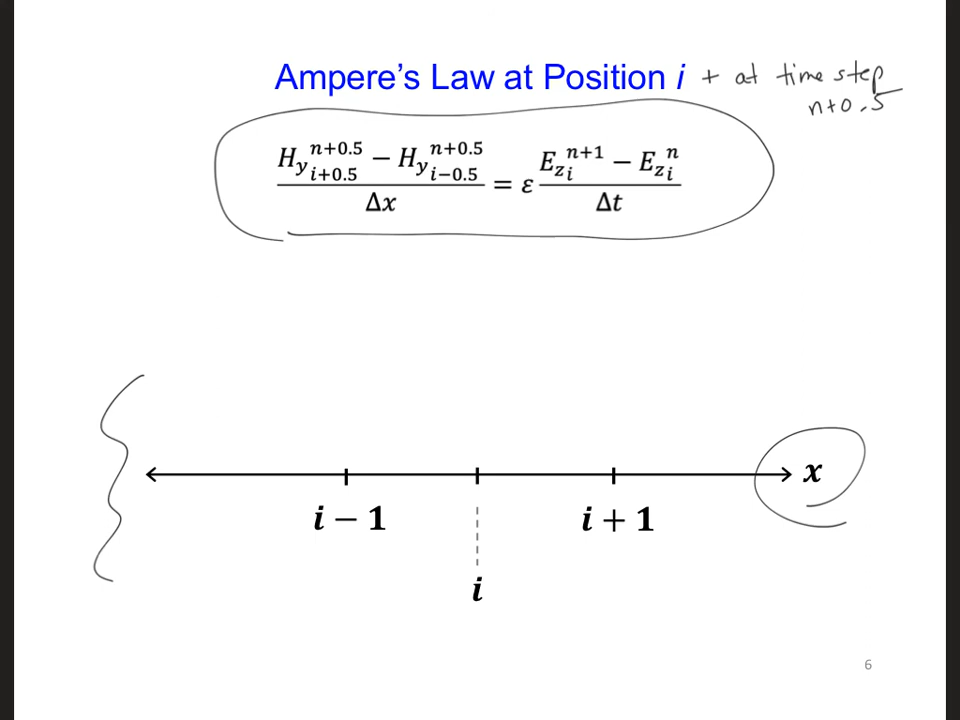 Ampere's Law at Position i + at time step
n+0.5
H_y^{n+0.5}_{i+0.5} − H_y^{n+0.5}_{i−0.5} / Δx = ε E_z^{n+1}_i − E_z^n_i / Δt
x
i − 1 i + 1
i
6